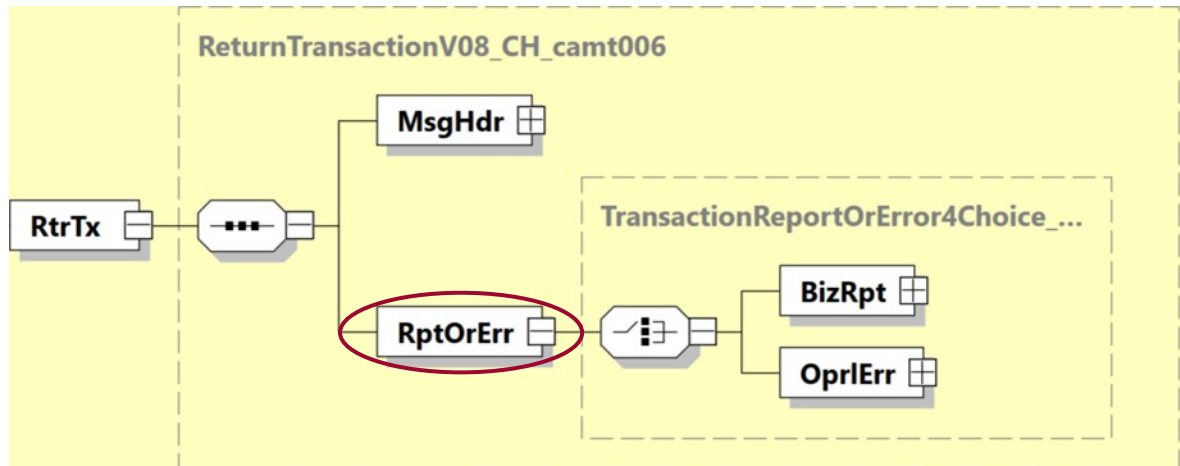 ReturnTransactionV08_CH_camt006
MsgHdr
RtrTx
TransactionReportOrError4Choice_...
BizRpt
RptOrErr
OprlErr